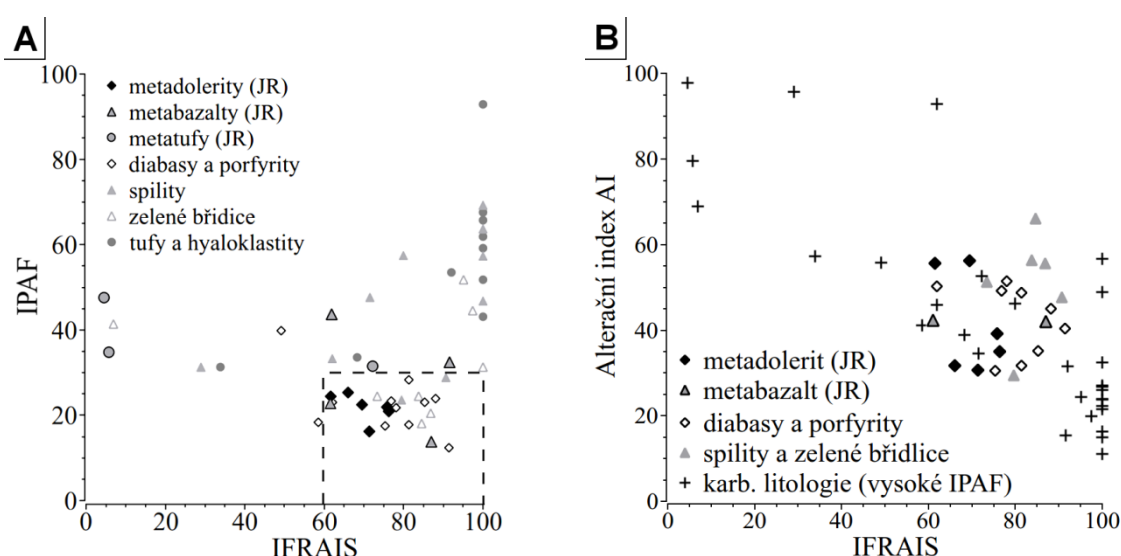 A
100
80
60
40
20
0
IPAF
metadolerity (JR)
metabazalty (JR)
metatufy (JR)
diabasy a porfyrity
spility
zelené břidice
tufy a hyaloklastity
0 20 40 60 80 100
IFRAIS
B
100
80
60
40
20
0
Alterační index AI
metadolerit (JR)
metabazalt (JR)
diabasy a porfyrity
spility a zelené břidlice
karb. litologie (vysoké IPAF)
0 20 40 60 80 100
IFRAIS